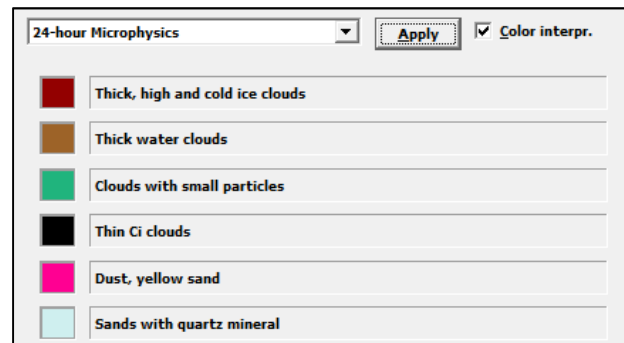 24-hour Microphysics
Apply
Color interpr.
Thick, high and cold ice clouds
Thick water clouds
Clouds with small particles
Thin Ci clouds
Dust, yellow sand
Sands with quartz mineral